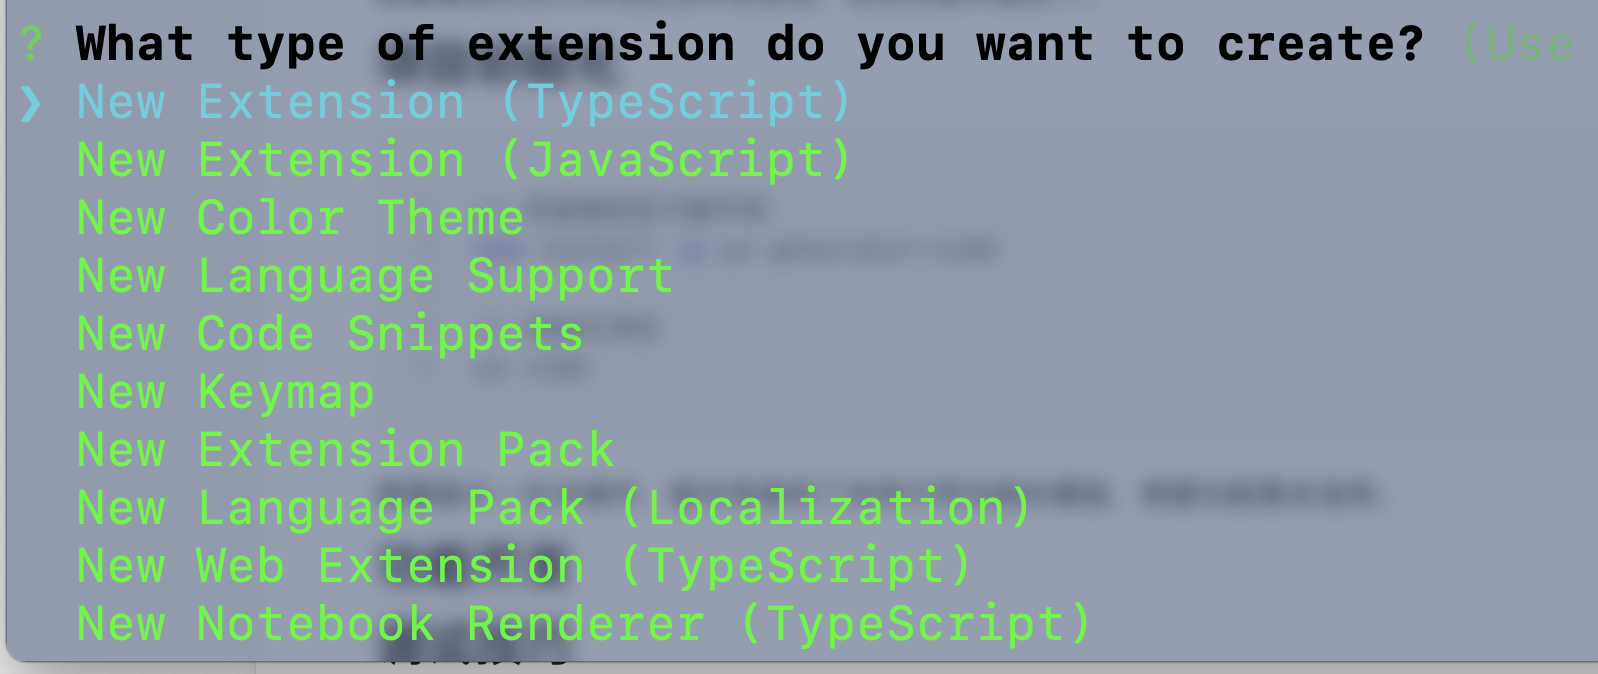 ? What type of extension do you want to create? (Use
❯ New Extension (TypeScript)
New Extension (JavaScript)
New Color Theme
New Language Support
New Code Snippets
New Keymap
New Extension Pack
New Language Pack (Localization)
New Web Extension (TypeScript)
New Notebook Renderer (TypeScript)